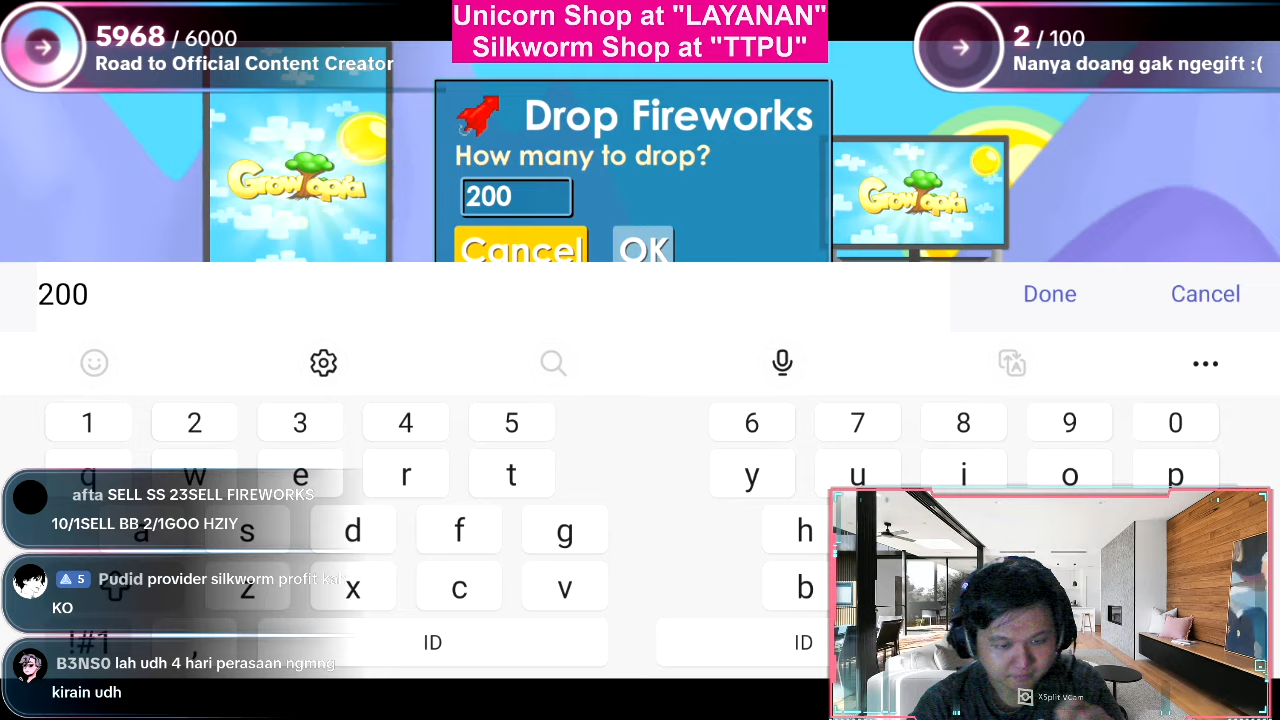 5968 / 6000
Road to Official Content Creator
Unicorn Shop at "LAYANAN"
Silkworm Shop at "TTPU"
2 / 100
Nanya doang gak ngegift :(
Growtopia
Drop Fireworks
How many to drop?
200
Cancel OK
Growtopia
200
Done Cancel
1 2 3 4 5 6 7 8 9 0
q w e r t y u i o p
a s d f g h
z x c v b
!#1 , ID ID
afta SELL SS 23SELL FIREWORKS
10/1SELL BB 2/1GOO HZIY
5 Pudid provider silkworm profit kah
KO
B3NS0 lah udh 4 hari perasaan ngmng
kirain udh
XSplit VCam